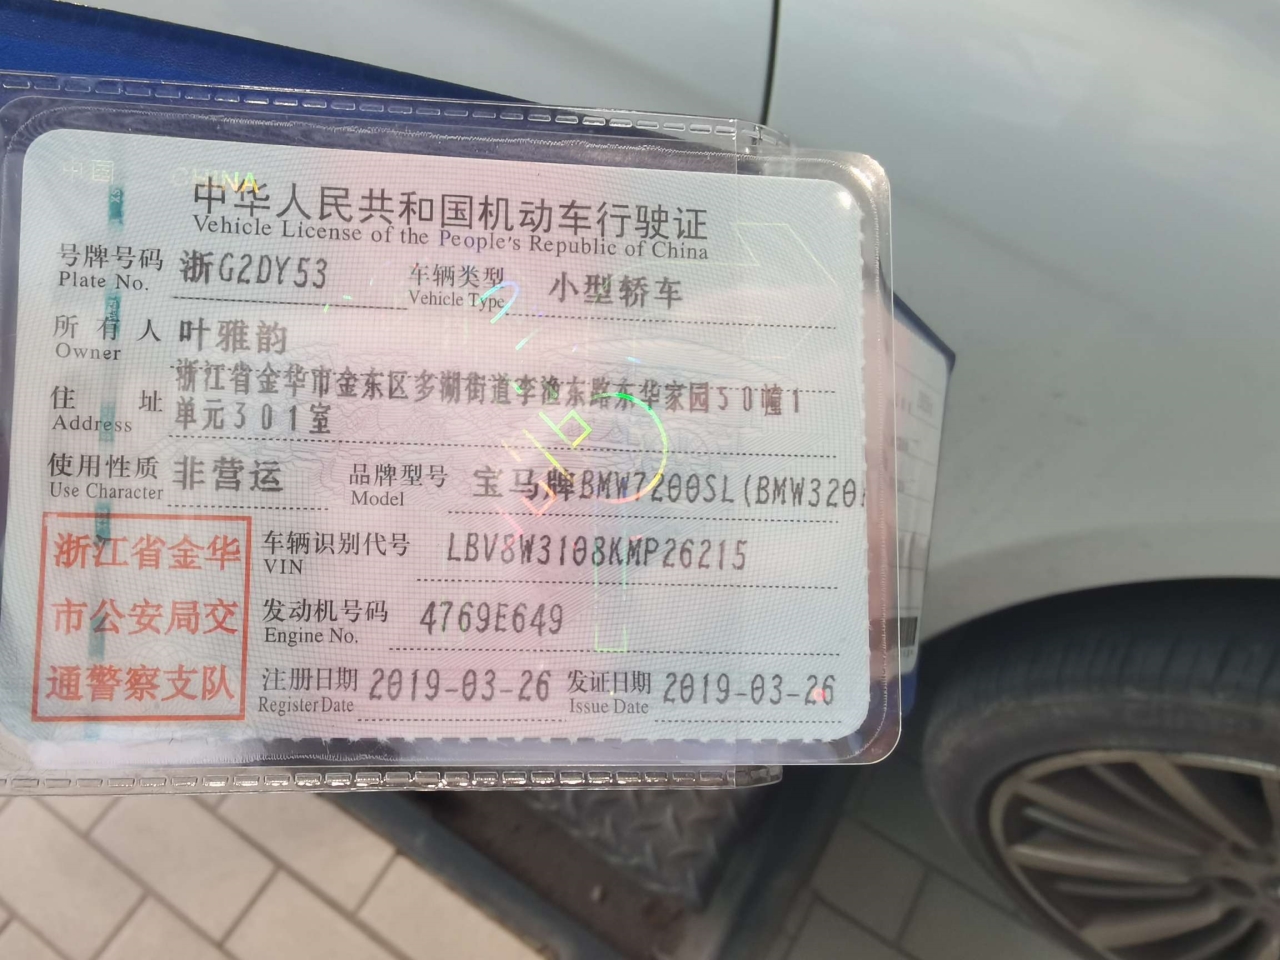 中国 CHINA
中华人民共和国机动车行驶证
Vehicle License of the People's Republic of China
号牌号码 浙G2DY53 车辆类型 小型轿车
Plate No. Vehicle Type
所有人 叶雅韵
Owner
住址 浙江省金华市金东区多湖街道李渔东路东华家园50幢1
Address 单元301室
使用性质 非营运 品牌型号 宝马牌BMW7200SL(BMW320
Use Character Model
浙江省金华
市公安局交
通警察支队
车辆识别代号 LBV8W3108KMP26215
VIN
发动机号码 4769E649
Engine No.
注册日期 2019-03-26 发证日期 2019-03-26
Register Date Issue Date